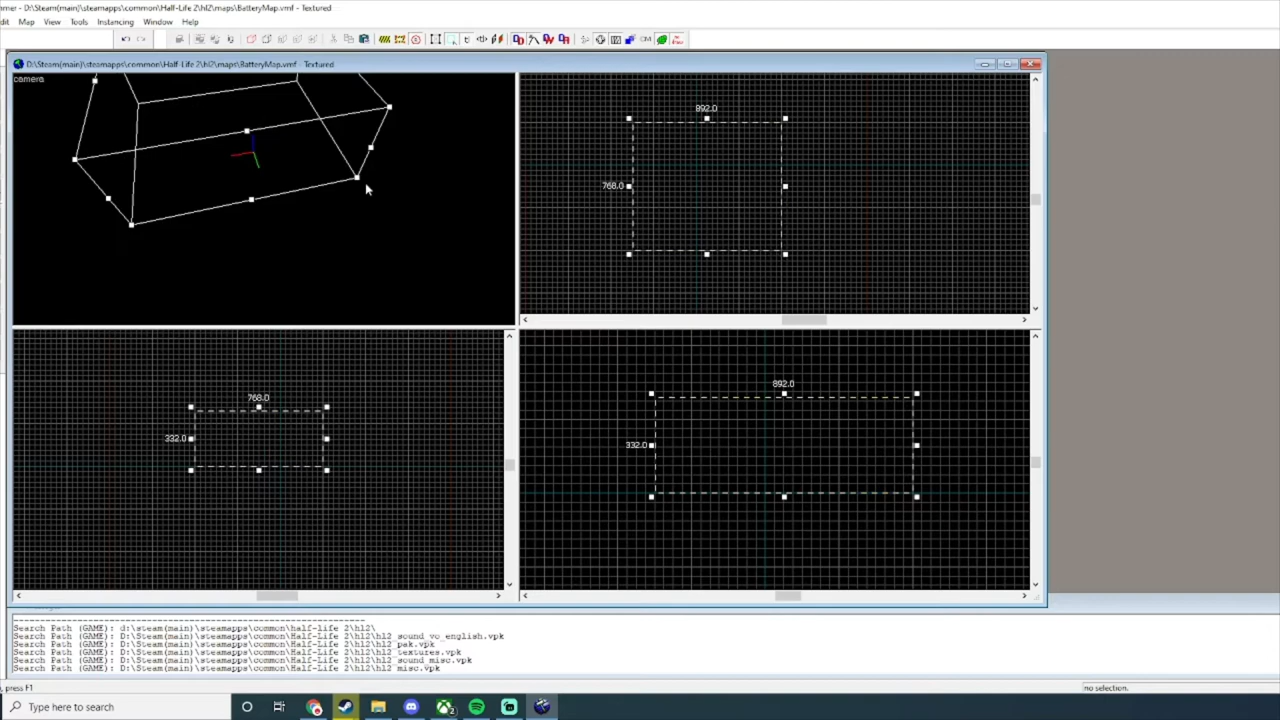 mmer - D:\Steam(main)\steamapps\common\Half-Life 2\hl2\maps\BatteryMap.vmf - Textured
dit Map View Tools Instancing Window Help
D:\Steam(main)\steamapps\common\Half-Life 2\hl2\maps\BatteryMap.vmf - Textured
camera
892.0
768.0
768.0
332.0
892.0
332.0
Search Path (GAME): d:\steam(main)\steamapps\common\Half-Life 2\hl2\
Search Path (GAME): D:\Steam(main)\steamapps\common\Half-Life 2\hl2\hl2_sound_vo_english.vpk
Search Path (GAME): D:\Steam(main)\steamapps\common\Half-Life 2\hl2\hl2_pak.vpk
Search Path (GAME): D:\Steam(main)\steamapps\common\Half-Life 2\hl2\hl2_textures.vpk
Search Path (GAME): D:\Steam(main)\steamapps\common\Half-Life 2\hl2\hl2_sound_misc.vpk
Search Path (GAME): D:\Steam(main)\steamapps\common\Half-Life 2\hl2\hl2_misc.vpk
, press F1
no selection.
Type here to search